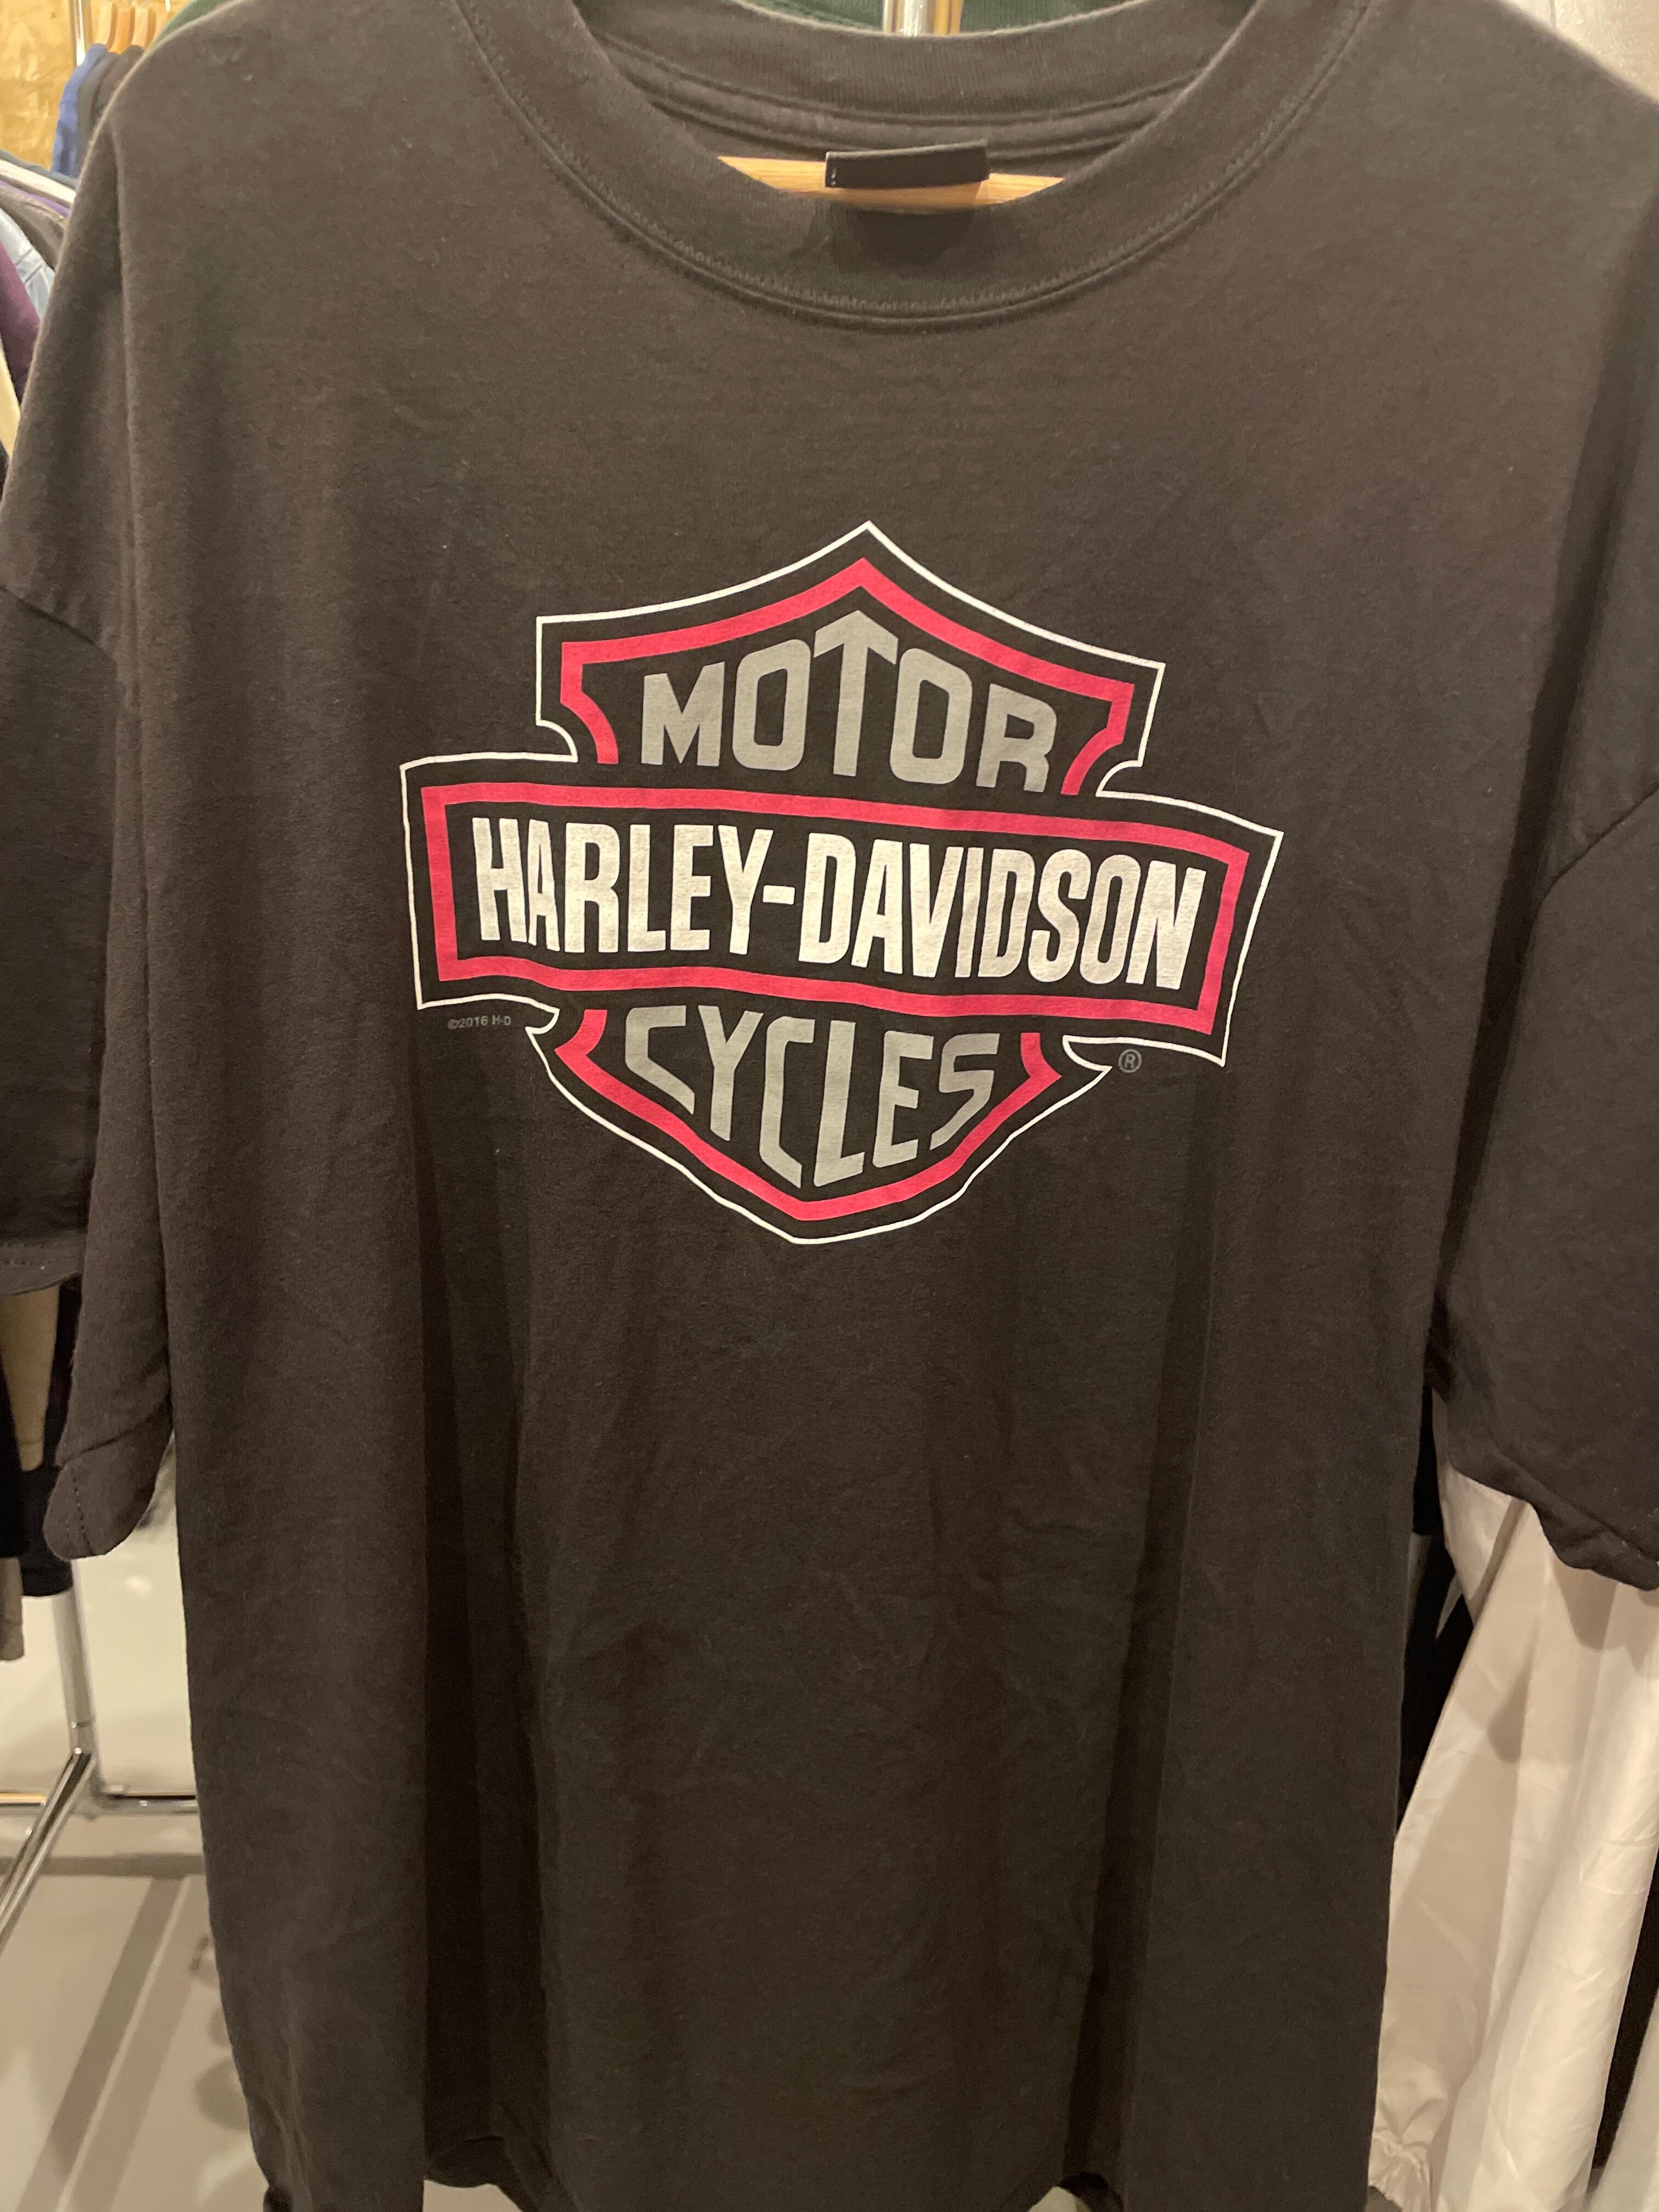 MOTOR
HARLEY-DAVIDSON
CYCLES
©2016 H-D
®